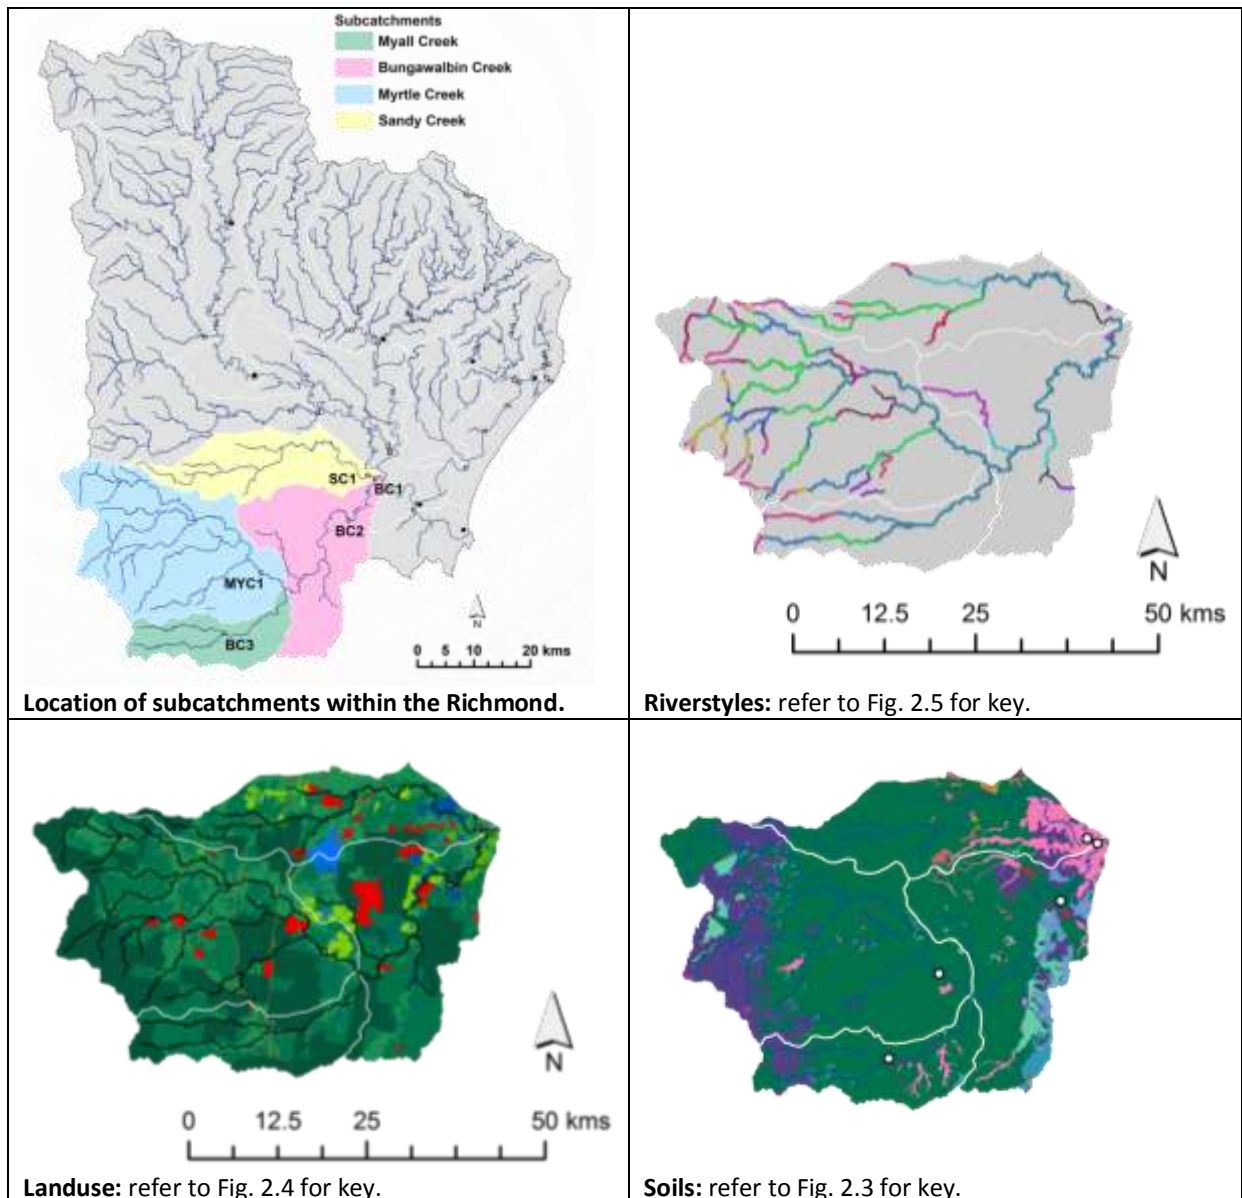 Subcatchments
Myall Creek
Bungawalbin Creek
Myrtle Creek
Sandy Creek
SC1
BC1
BC2
MYC1
BC3
N
0 5 10 20 kms
Location of subcatchments within the Richmond.
N
0 12.5 25 50 kms
Riverstyles: refer to Fig. 2.5 for key.
N
0 12.5 25 50 kms
Landuse: refer to Fig. 2.4 for key.
Soils: refer to Fig. 2.3 for key.